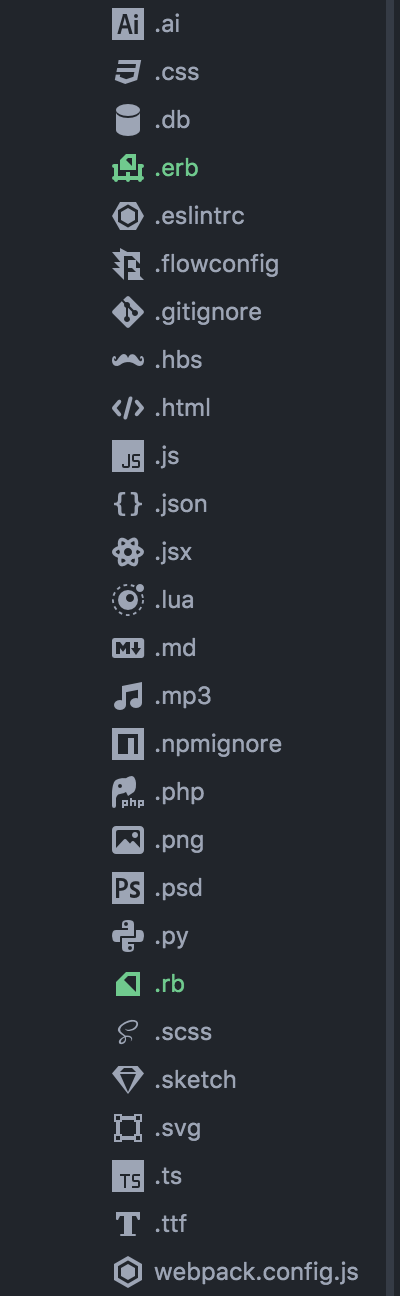 Ai .ai
.css
.db
.erb
.eslintrc
.flowconfig
.gitignore
.hbs
</> .html
JS .js
{} .json
.jsx
.lua
M .md
.mp3
.npmignore
php .php
.png
Ps .psd
.py
.rb
.scss
.sketch
.svg
TS .ts
T .ttf
webpack.config.js